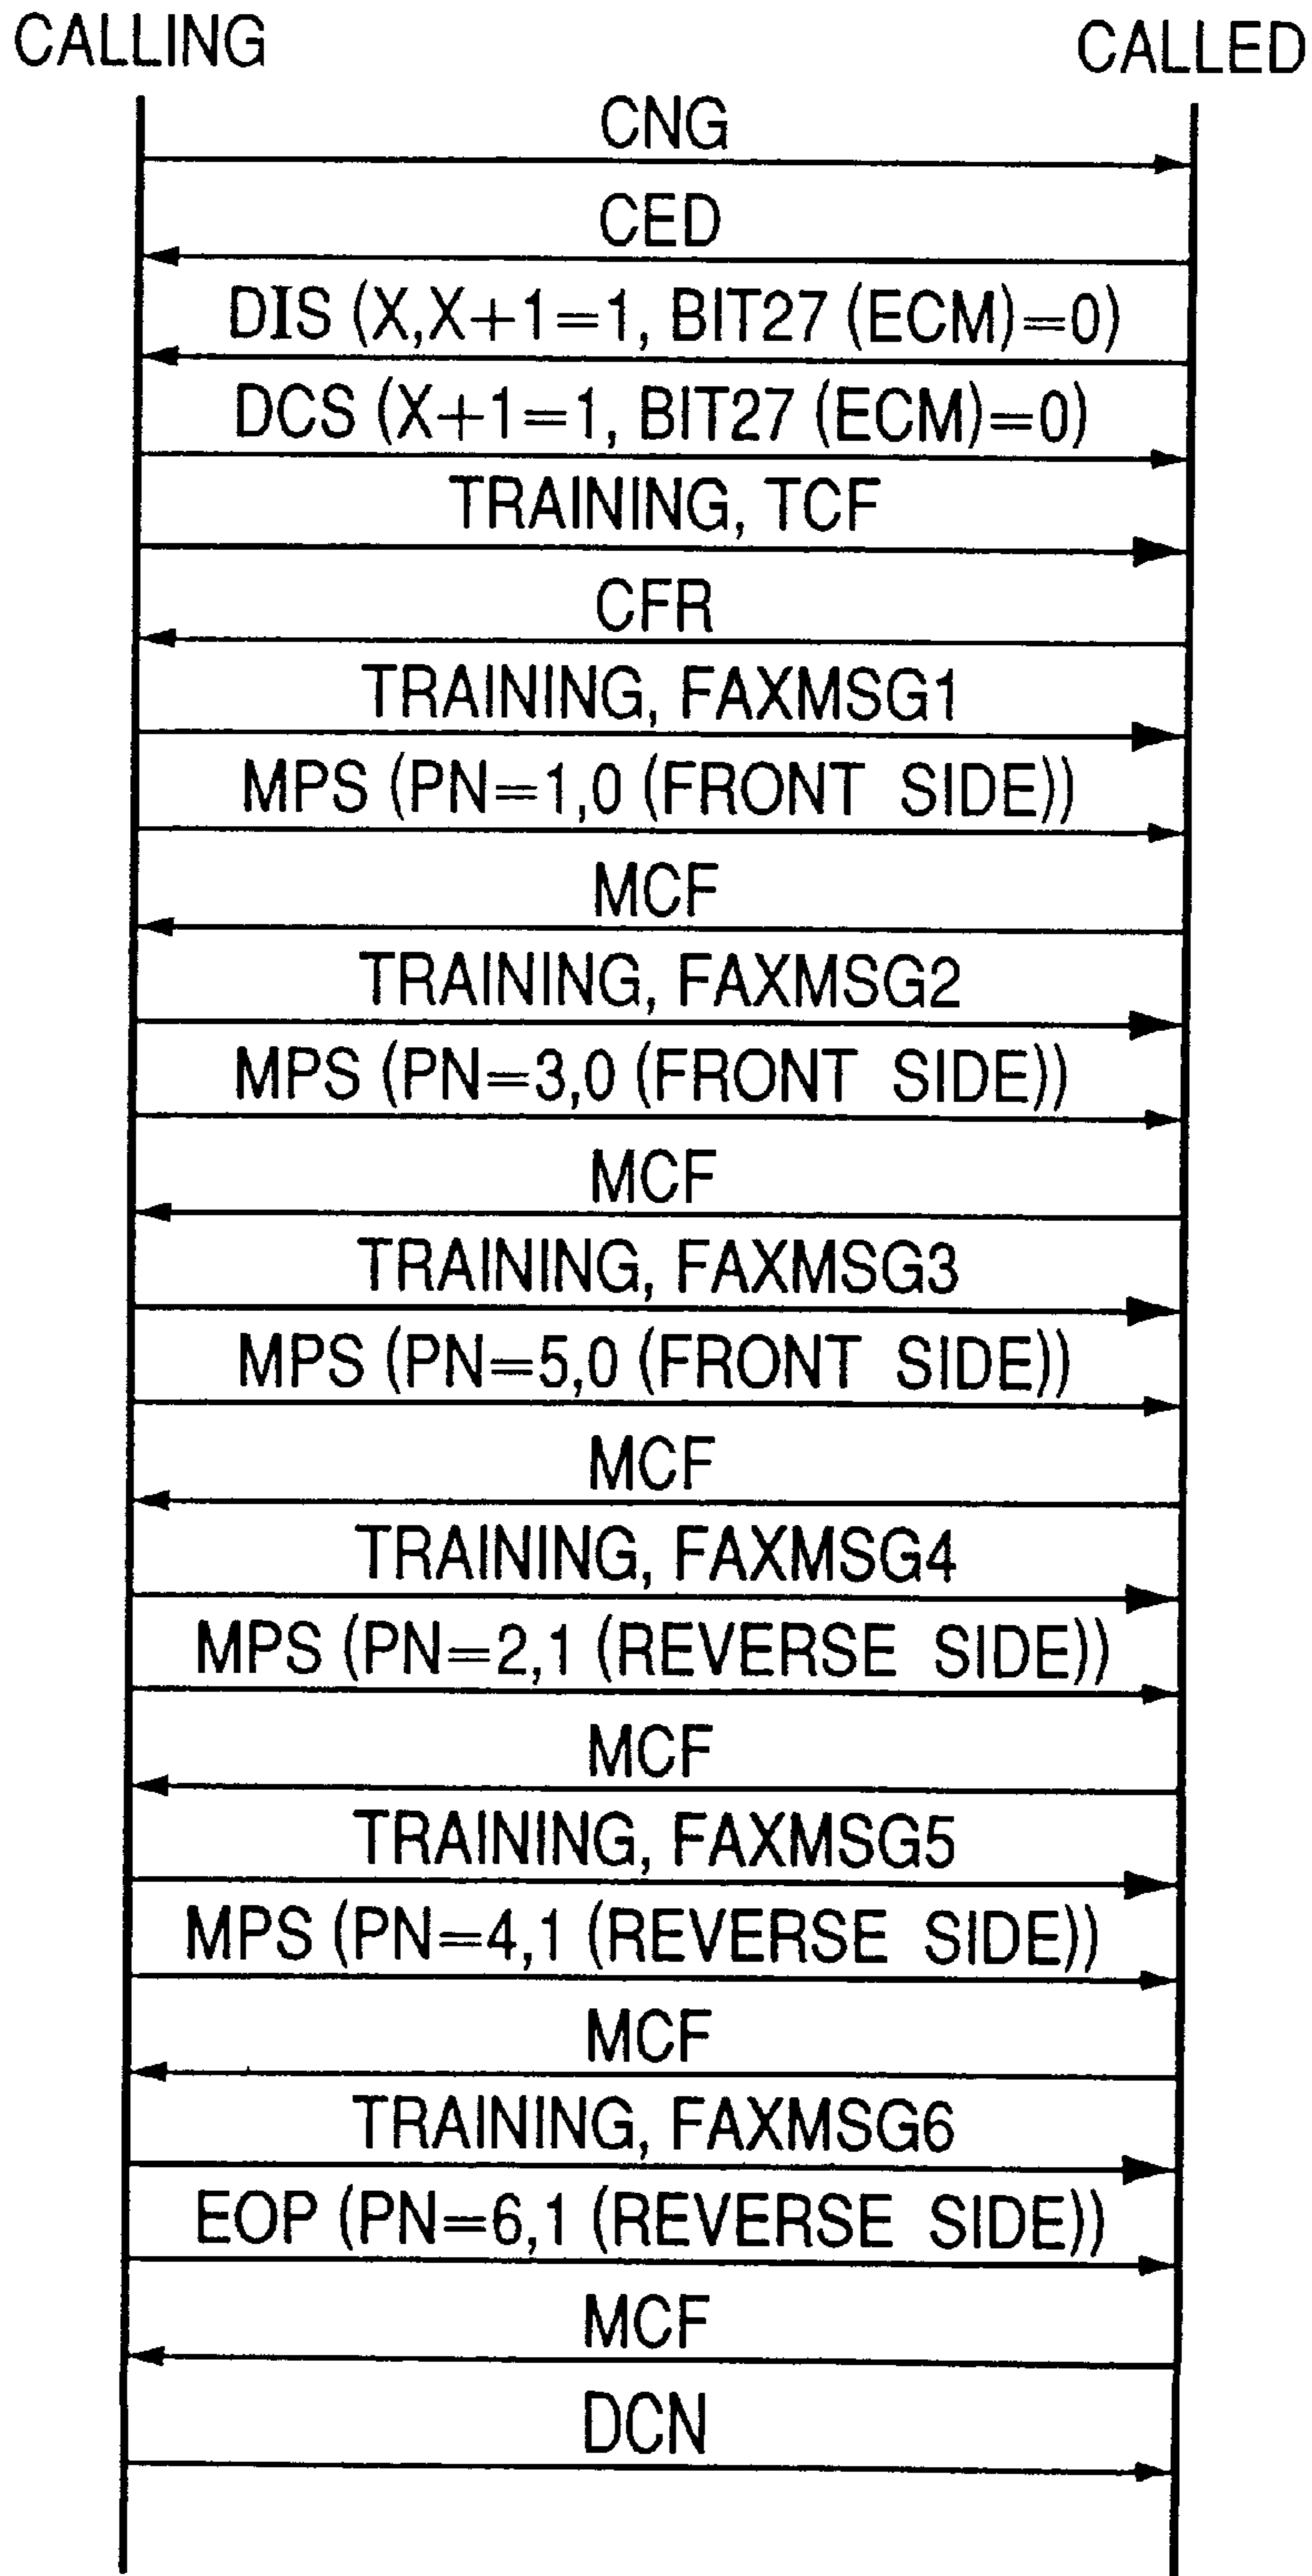 CALLING CALLED
CNG
CED
DIS (X,X+1=1, BIT27 (ECM)=0)
DCS (X+1=1, BIT27 (ECM)=0)
TRAINING, TCF
CFR
TRAINING, FAXMSG1
MPS (PN=1,0 (FRONT SIDE))
MCF
TRAINING, FAXMSG2
MPS (PN=3,0 (FRONT SIDE))
MCF
TRAINING, FAXMSG3
MPS (PN=5,0 (FRONT SIDE))
MCF
TRAINING, FAXMSG4
MPS (PN=2,1 (REVERSE SIDE))
MCF
TRAINING, FAXMSG5
MPS (PN=4,1 (REVERSE SIDE))
MCF
TRAINING, FAXMSG6
EOP (PN=6,1 (REVERSE SIDE))
MCF
DCN